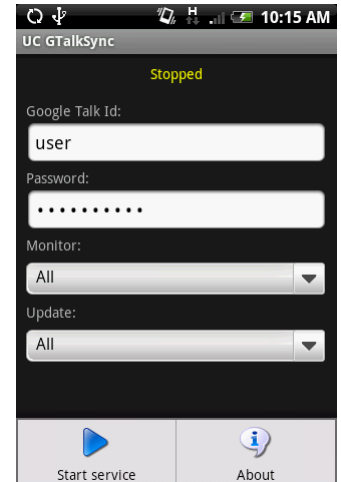 H 10:15 AM
UC GTalkSync
Stopped
Google Talk Id:
user
Password:
••••••••••
Monitor:
All
Update:
All
Start service About